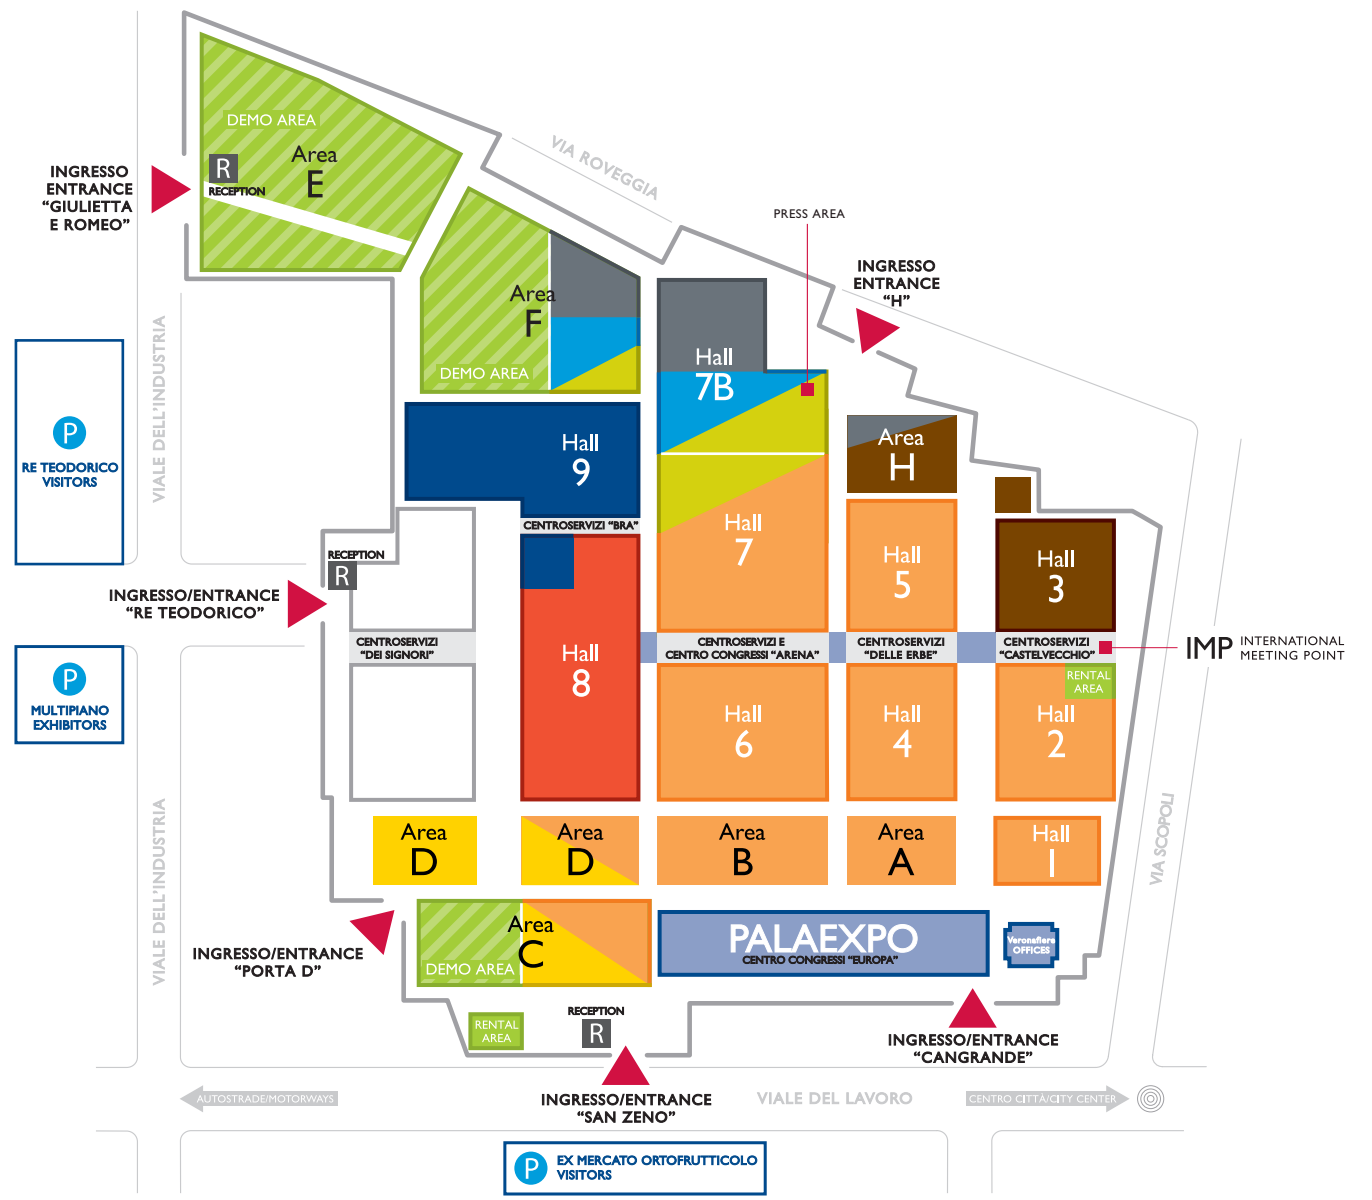 DEMO AREA
Area
E
R
RECEPTION
INGRESSO
ENTRANCE
“GIULIETTA
E ROMEO”
VIA ROVEGGIA
PRESS AREA
INGRESSO
ENTRANCE
“H”
Area
F
DEMO AREA
Hall
7B
VIALE DELL'INDUSTRIA
P
RE TEODORICO
VISITORS
Hall
9
Area
H
CENTROSERVIZI “BRA”
Hall
7
Hall
5
Hall
3
RECEPTION
R
INGRESSO/ENTRANCE
“RE TEODORICO”
CENTROSERVIZI
“DEI SIGNORI”
Hall
8
CENTROSERVIZI E
CENTRO CONGRESSI “ARENA”
CENTROSERVIZI
“DELLE ERBE”
CENTROSERVIZI
“CASTELVECCHIO”
IMP
INTERNATIONAL
MEETING POINT
RENTAL
AREA
P
MULTIPIANO
EXHIBITORS
Hall
6
Hall
4
Hall
2
VIALE DELL'INDUSTRIA
VIA SCOPOLI
Area
D
Area
D
Area
B
Area
A
Hall
1
INGRESSO/ENTRANCE
“PORTA D”
Area
C
DEMO AREA
PALAEXPO
CENTRO CONGRESSI “EUROPA”
Veronafiere
OFFICES
RENTAL
AREA
RECEPTION
R
INGRESSO/ENTRANCE
“CANGRANDE”
INGRESSO/ENTRANCE
“SAN ZENO”
AUTOSTRADE/MOTORWAYS
VIALE DEL LAVORO
CENTRO CITTÀ/CITY CENTER
P
EX MERCATO ORTOFRUTTICOLO
VISITORS